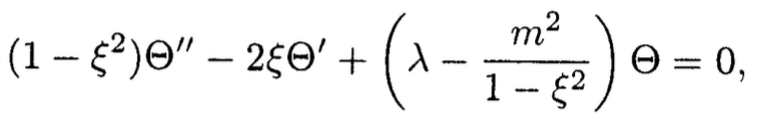 (1 − ξ²)Θ″ − 2ξΘ′ + (λ − m²/(1 − ξ²)) Θ = 0,